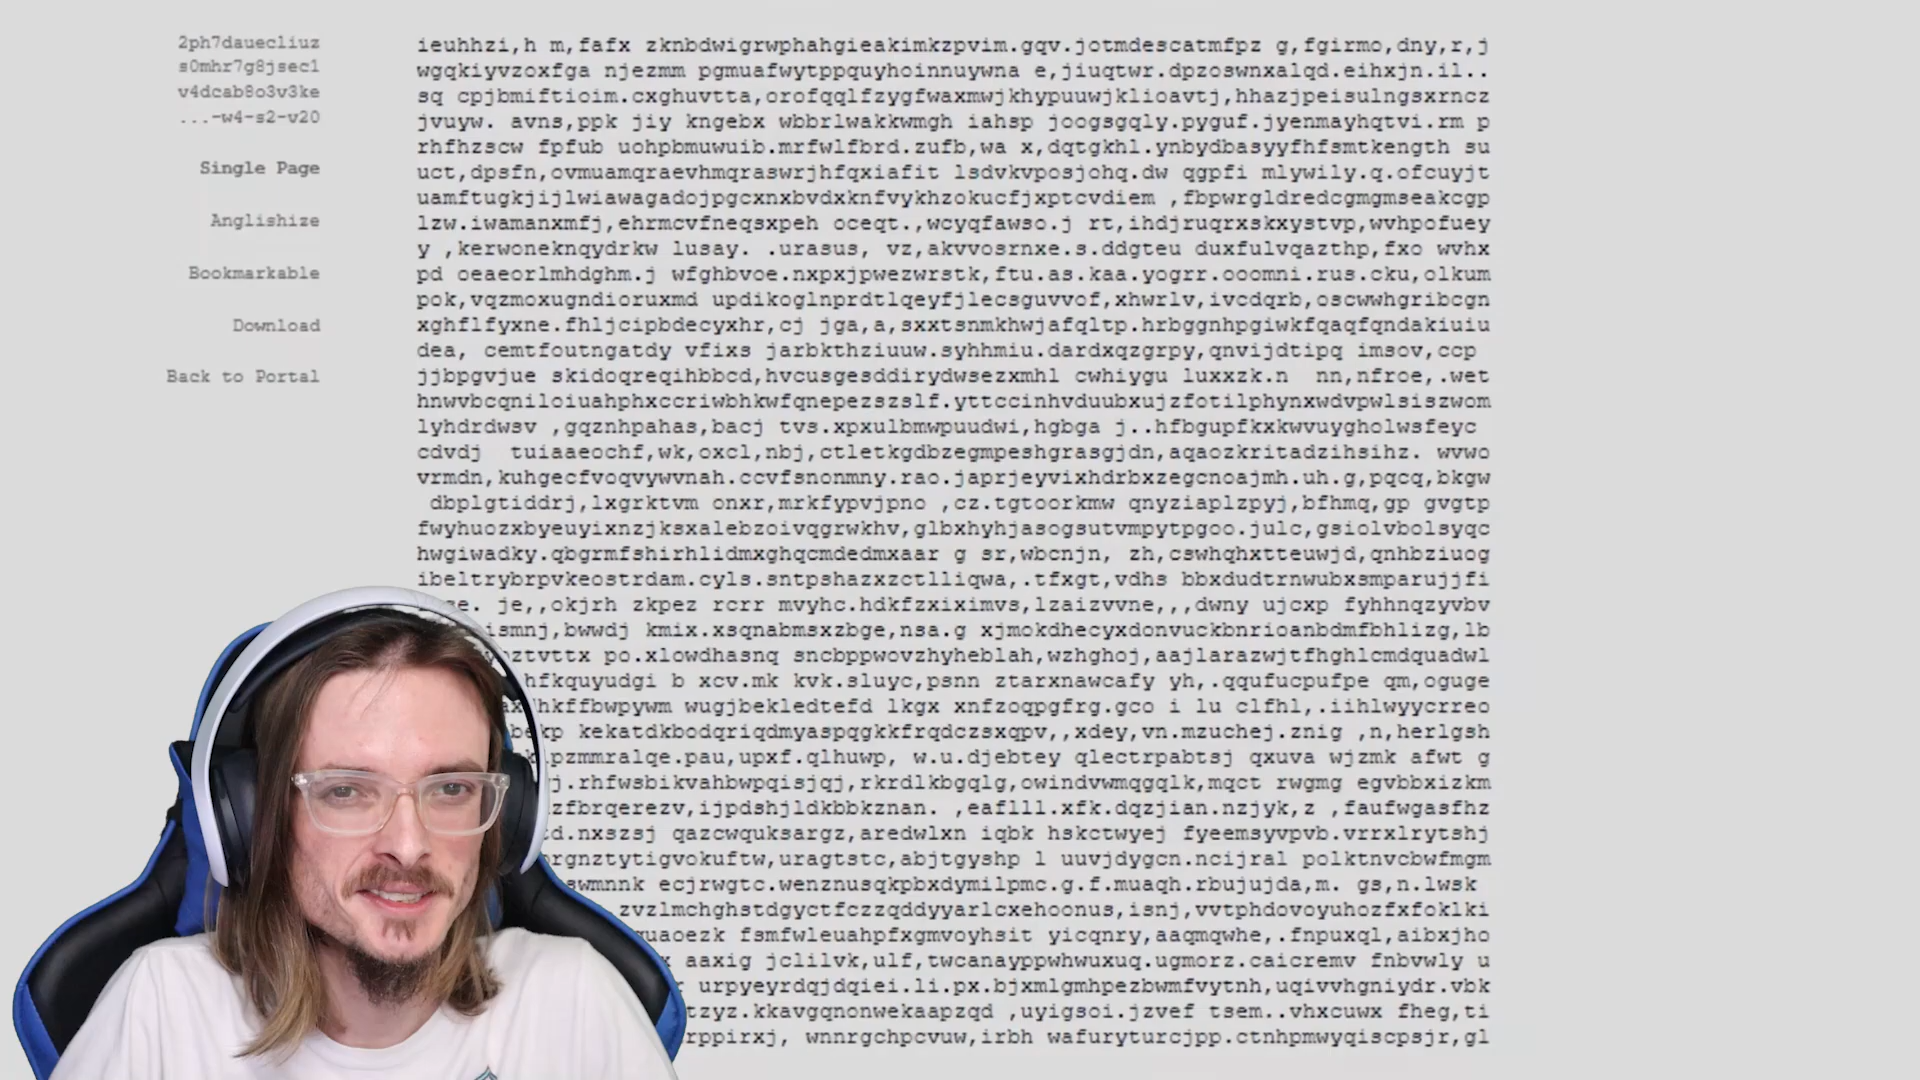 2ph7dauecliuz
s0mhr7g8jsec1
v4dcab8o3v3ke
...-w4-s2-v20
Single Page
Anglishize
Bookmarkable
Download
Back to Portal
ieuhhzi,h m,fafx zknbdwigrwphahgieakimkzpvim.gqv.jotmdescatmfpz g,fgirmo,dny,r,j
wgqkiyvzoxfga njezmm pgmuafwytppquyhoinnuywna e,jiuqtwr.dpzoswnxalqd.eihxjn.il..
sq cpjbmiftioim.cxghuvtta,orofqqlfzygfwaxmwjkhypuuwjklioavtj,hhazjpeisulngsxrncz
jvuyw. avns,ppk jiy kngebx wbbrlwakkwmgh iahsp joogsgqly.pyguf.jyenmayhqtvi.rm p
rhfhzscw fpfub uohpbmuwuib.mrfwlfbrd.zufb,wa x,dqtgkhl.ynbydbasyyfhfsmtkength su
uct,dpsfn,ovmuamqraevhmqraswrjhfqxiafit lsdvkvposjohq.dw qgpfi mlywily.q.ofcuyjt
uamftugkjijlwiawagadojpgcxnxbvdxknfvykhzokucfjxptcvdiem ,fbpwrgldredcgmgmseakcgp
lzw.iwamanxmfj,ehrmcvfneqsxpeh oceqt.,wcyqfawso.j rt,ihdjruqrxskxystvp,wvhpofuey
y ,kerwoneknqydrkw lusay. .urasus, vz,akvvosrnxe.s.ddgteu duxfulvqazthp,fxo wvhx
pd oeaeorlmhdghm.j wfghbvoe.nxpxjpwezwrstk,ftu.as.kaa.yogrr.ooomni.rus.cku,olkum
pok,vqzmoxugndioruxmd updikoglnprdtlqeyfjlecsguvvof,xhwrlv,ivcdqrb,oscwwhgribcgn
xghflfyxne.fhljcipbdecyxhr,cj jga,a,sxxtsnmkhwjafqltp.hrbggnhpgiwkfqaqfqndakiuiu
dea, cemtfoutngatdy vfixs jarbkthziuuw.syhhmiu.dardxqzgrpy,qnvijdtipq imsov,ccp
jjbpgvjue skidoqreqihbbcd,hvcusgesddirydwsezxmhl cwhiygu luxxzk.n  nn,nfroe,.wet
hnwvbcqniloiuahphxccriwbhkwfqnepezszslf.yttccinhvduubxujzfotilphynxwdvpwlsiszwom
lyhdrdwsv ,gqznhpahas,bacj tvs.xpxulbmwpuudwi,hgbga j..hfbgupfkxkwvuygholwsfeyc
cdvdj  tuiaaeochf,wk,oxcl,nbj,ctletkgdbzegmpeshgrasgjdn,aqaozkritadzihsihz. wvwo
vrmdn,kuhgecfvoqvywvnah.ccvfsnonmny.rao.japrjeyvixhdrbxzegcnoajmh.uh.g,pqcq,bkgw
dbplgtiddrj,lxgrktvm onxr,mrkfypvjpno ,cz.tgtoorkmw qnyziaplzpyj,bfhmq,gp gvgtp
fwyhuozxbyeuyixnzjksxalebzoivqgrwkhv,glbxhyhjasogsutvmpytpgoo.julc,gsiolvbolsyqc
hwgiwadky.qbgrmfshirhlidmxghqcmdedmxaar g sr,wbcnjn, zh,cswhqhxtteuwjd,qnhbziuog
ibeltrybrpvkeostrdam.cyls.sntpshazxzctlliqwa,.tfxgt,vdhs bbxdudtrnwubxsmparujjfi
je,,okjrh zkpez rcrr mvyhc.hdkfzxiximvs,lzaizvvne,,,dwny ujcxp fyhhnqzyvbv
ismnj,bwwdj kmix.xsqnabmsxzbge,nsa.g xjmokdhecyxdonvuckbnrioanbdmfbhlizg,lb
po.xlowdhasnq sncbppwovzhyheblah,wzhghoj,aajlarazwjtfhghlcmdquadwl
hfkquyudgi b xcv.mk kvk.sluyc,psnn ztarxnawcafy yh,.qqufucpufpe qm,oguge
hkffbwpywm wugjbekledtefd lkgx xnfzoqpgfrg.gco i lu clfhl,.iihlwyycrreo
kekatdkbodqriqdmyaspqgkkfrqdczsxqpv,,xdey,vn.mzuchej.znig ,n,herlgsh
pzmmralqe.pau,upxf.qlhuwp, w.u.djebtey qlectrpabtsj qxuva wjzmk afwt g
j.rhfwsbikvahbwpqisjqj,rkrdlkbgqlg,owindvwmqgqlk,mqct rwgmg egvbbxizkm
zfbrqerezv,ijpdshjldkbbkznan. ,eaflll.xfk.dqzjian.nzjyk,z ,faufwgasfhz
d.nxszsj qazcwquksargz,aredwlxn iqbk hskctwyej fyeemsyvpvb.vrrxlrytshj
rgnztytigvokuftw,uragtstc,abjtgyshp l uuvjdygcn.ncijral polktnvcbwfmgm
swmnnk ecjrwgtc.wenznusqkpbxdymilpmc.g.f.muaqh.rbujujda,m. gs,n.lwsk
zvzlmchghstdgyctfczzqddyyarlcxehoonus,isnj,vvtphdovoyuhozfxfoklki
uaoezk fsmfwleuahpfxgmvoyhsit yicqnry,aaqmqwhe,.fnpuxql,aibxjho
aaxig jclilvk,ulf,twcanayppwhwuxuq.ugmorz.caicremv fnbvwly u
urpyeyrdqjdqiei.li.px.bjxmlgmhpezbwmfvytnh,uqivvhgniydr.vbk
tzyz.kkavgqnonwekaapzqd ,uyigsoi.jzvef tsem..vhxcuwx fheg,ti
rppirxj, wnnrgchpcvuw,irbh wafuryturcjpp.ctnhpmwyqiscpsjr,gl